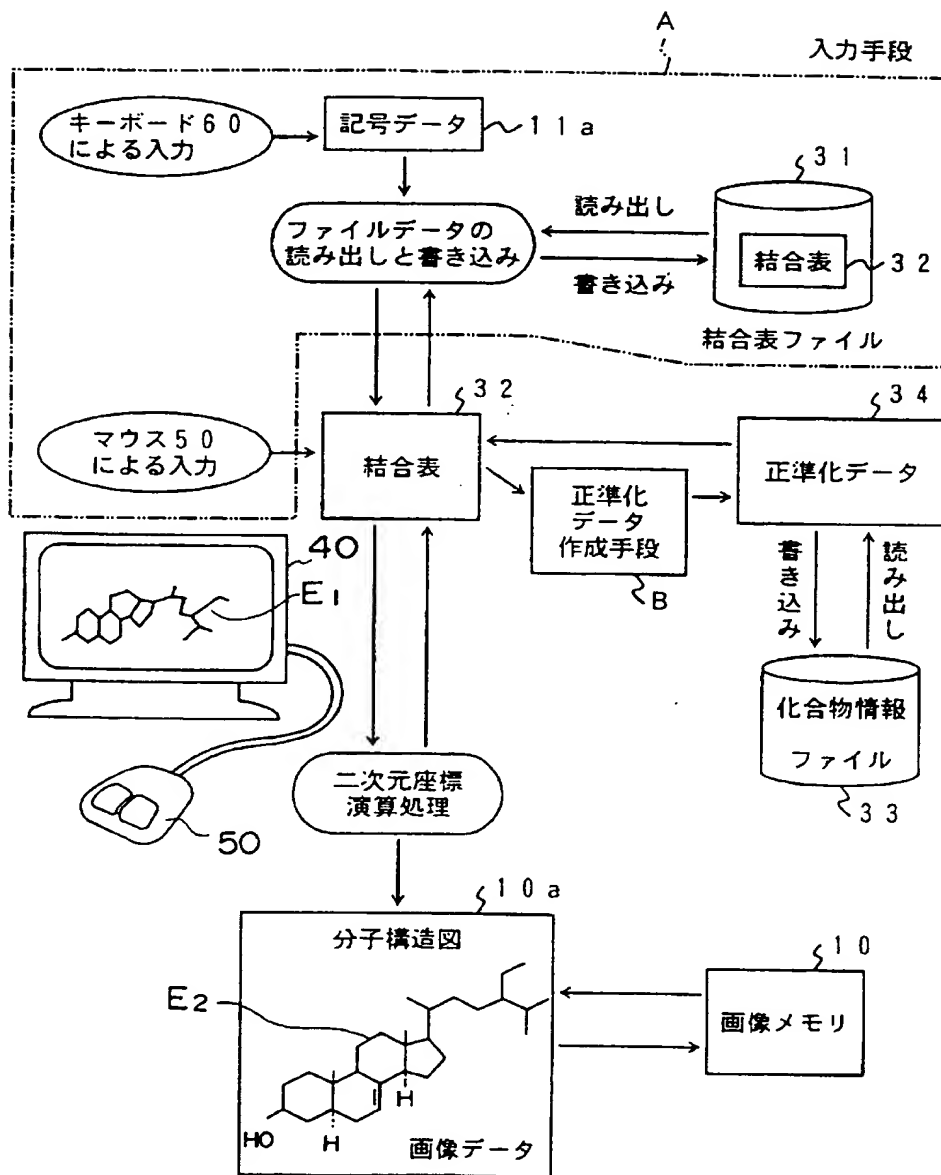 A
入力手段
キーボード60
による入力
記号データ
11a
31
ファイルデータの
読み出しと書き込み
読み出し
書き込み
結合表
32
結合表ファイル
32
34
マウス50
による入力
結合表
正準化
データ
作成手段
B
正準化データ
書き込み
読み出し
40
E1
50
化合物情報
ファイル
33
二次元座標
演算処理
10a
分子構造図
E2
H
H
HO
画像データ
10
画像メモリ